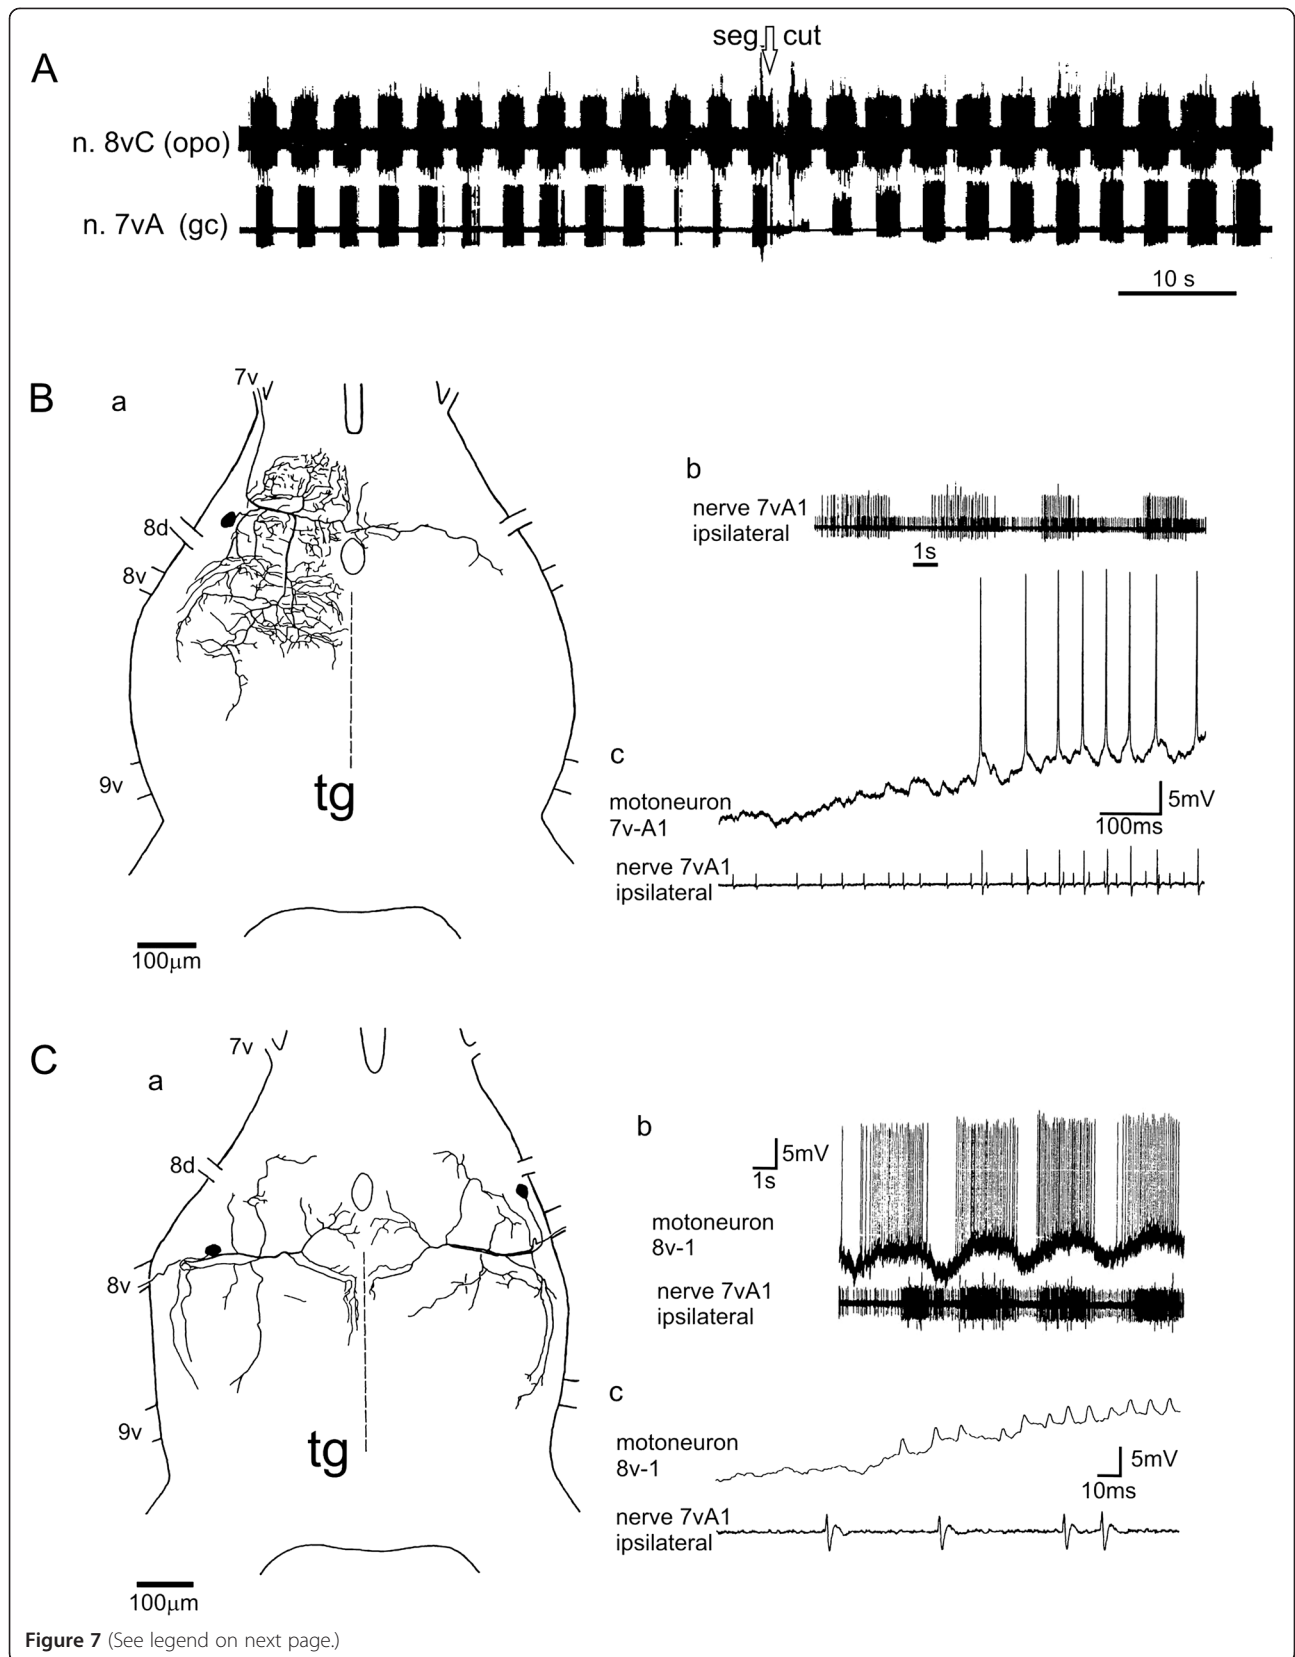 A
seg cut
n. 8vC (opo)
n. 7vA (gc)
10 s
B
a
7v
8d
8v
9v
tg
100μm
b
nerve 7vA1
ipsilateral
1s
c
motoneuron
7v-A1
5mV
100ms
nerve 7vA1
ipsilateral
C
a
7v
8d
8v
9v
tg
100μm
b
5mV
1s
motoneuron
8v-1
nerve 7vA1
ipsilateral
c
motoneuron
8v-1
5mV
10ms
nerve 7vA1
ipsilateral
Figure 7 (See legend on next page.)